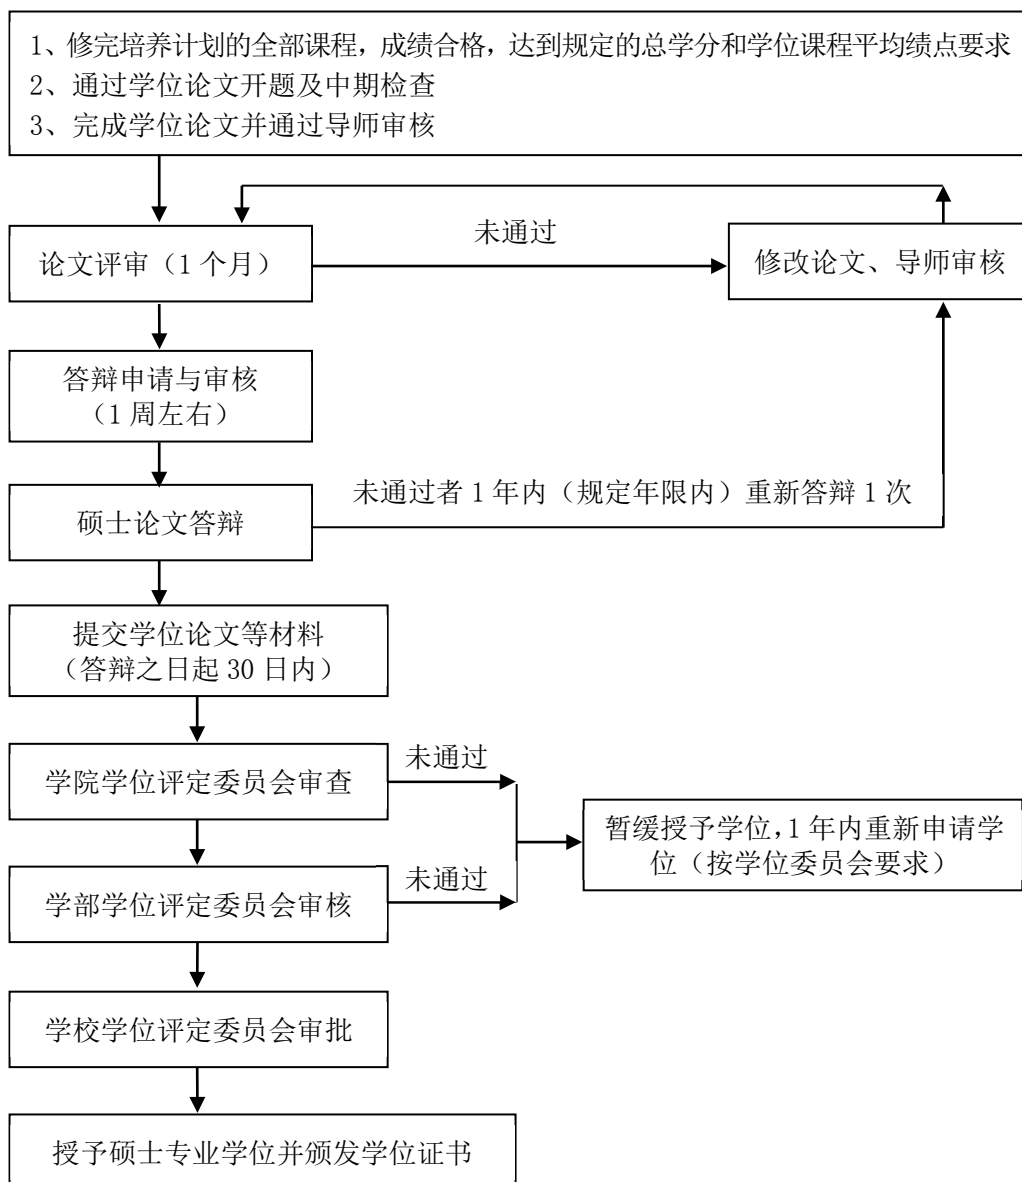 1、修完培养计划的全部课程，成绩合格，达到规定的总学分和学位课程平均绩点要求
2、通过学位论文开题及中期检查
3、完成学位论文并通过导师审核
未通过
论文评审（1 个月）
修改论文、导师审核
答辩申请与审核
（1 周左右）
未通过者 1 年内（规定年限内）重新答辩 1 次
硕士论文答辩
提交学位论文等材料
（答辩之日起 30 日内）
未通过
学院学位评定委员会审查
暂缓授予学位，1 年内重新申请学
位（按学位委员会要求）
未通过
学部学位评定委员会审核
学校学位评定委员会审批
授予硕士专业学位并颁发学位证书